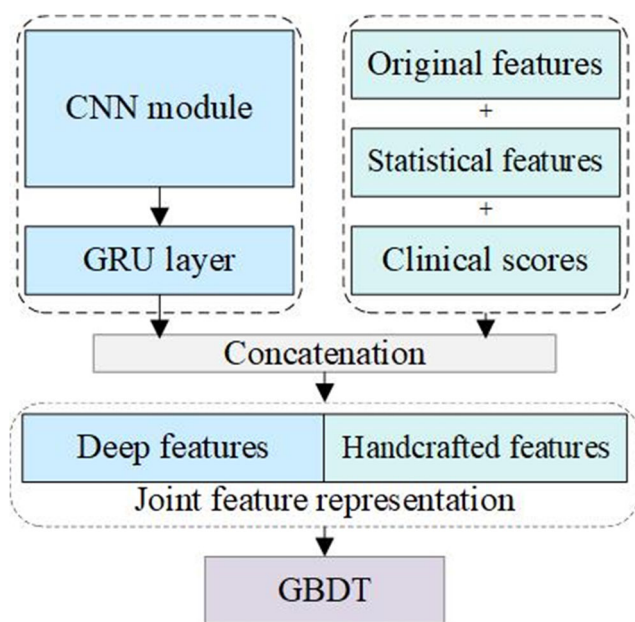 CNN module
GRU layer
Original features
+
Statistical features
+
Clinical scores
Concatenation
Deep features
Handcrafted features
Joint feature representation
GBDT